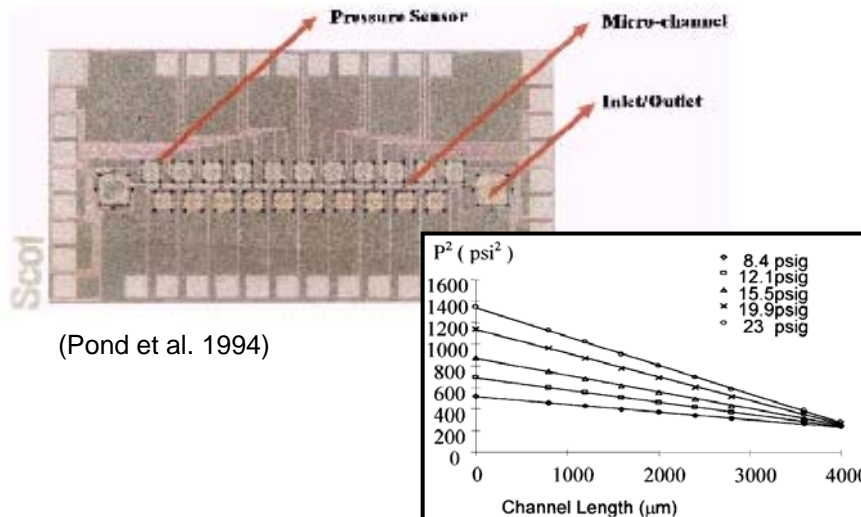 Pressure Sensor
Micro-channel
Inlet/Outlet
Scot
(Pond et al. 1994)
P² ( psi² )
1600
1400
1200
1000
800
600
400
200
0
8.4 psig
12.1psig
15.5psig
19.9psig
23 psig
0 1000 2000 3000 4000
Channel Length (μm)